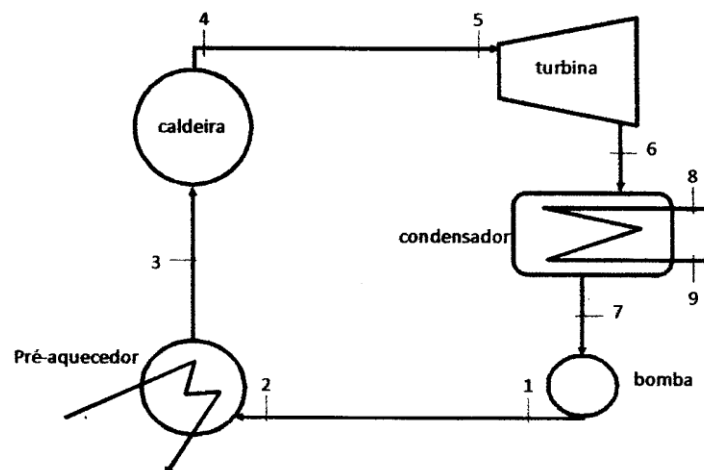 4
5
turbina
caldeira
6
8
condensador
3
9
7
Pré-aquecedor
bomba
2
1